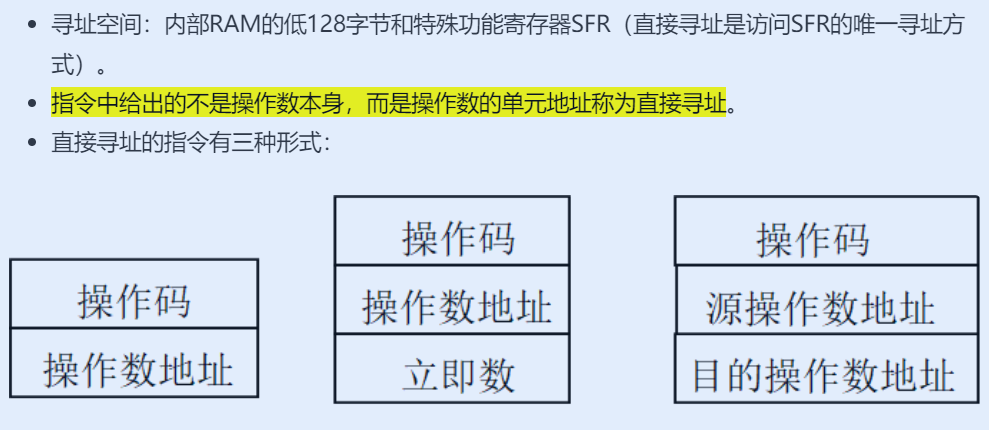 寻址空间：内部RAM的低128字节和特殊功能寄存器SFR（直接寻址是访问SFR的唯一寻址方
式）。
指令中给出的不是操作数本身，而是操作数的单元地址称为直接寻址。
直接寻址的指令有三种形式：
操作码
操作数地址
操作码
操作数地址
立即数
操作码
源操作数地址
目的操作数地址